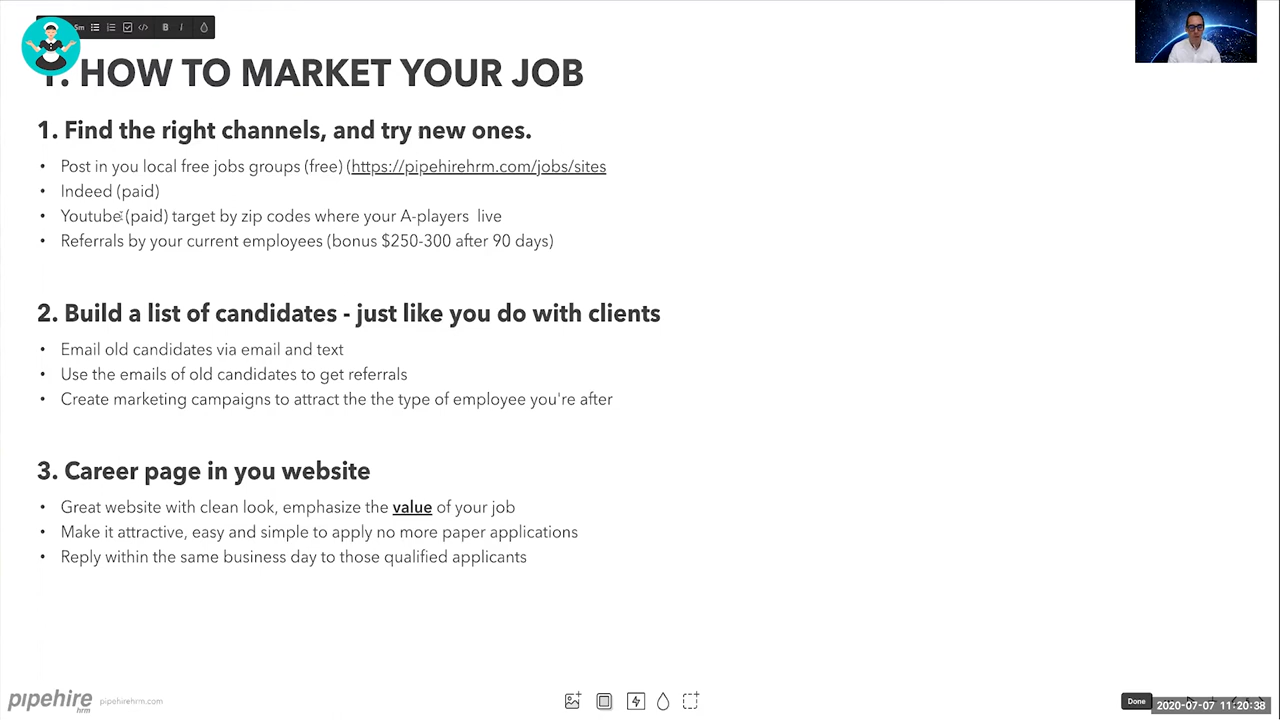 Sm B i
1. HOW TO MARKET YOUR JOB
1. Find the right channels, and try new ones.
• Post in you local free jobs groups (free) (https://pipehirehrm.com/jobs/sites
• Indeed (paid)
• Youtube (paid) target by zip codes where your A-players live
• Referrals by your current employees (bonus $250-300 after 90 days)
2. Build a list of candidates - just like you do with clients
• Email old candidates via email and text
• Use the emails of old candidates to get referrals
• Create marketing campaigns to attract the the type of employee you're after
3. Career page in you website
• Great website with clean look, emphasize the value of your job
• Make it attractive, easy and simple to apply no more paper applications
• Reply within the same business day to those qualified applicants
pipehire
hrm
pipehirehrm.com
Done
2020-07-07 11:20:38